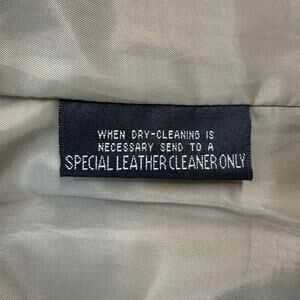 WHEN DRY-CLEANING IS
NECESSARY SEND TO A
SPECIAL LEATHER CLEANER ONLY